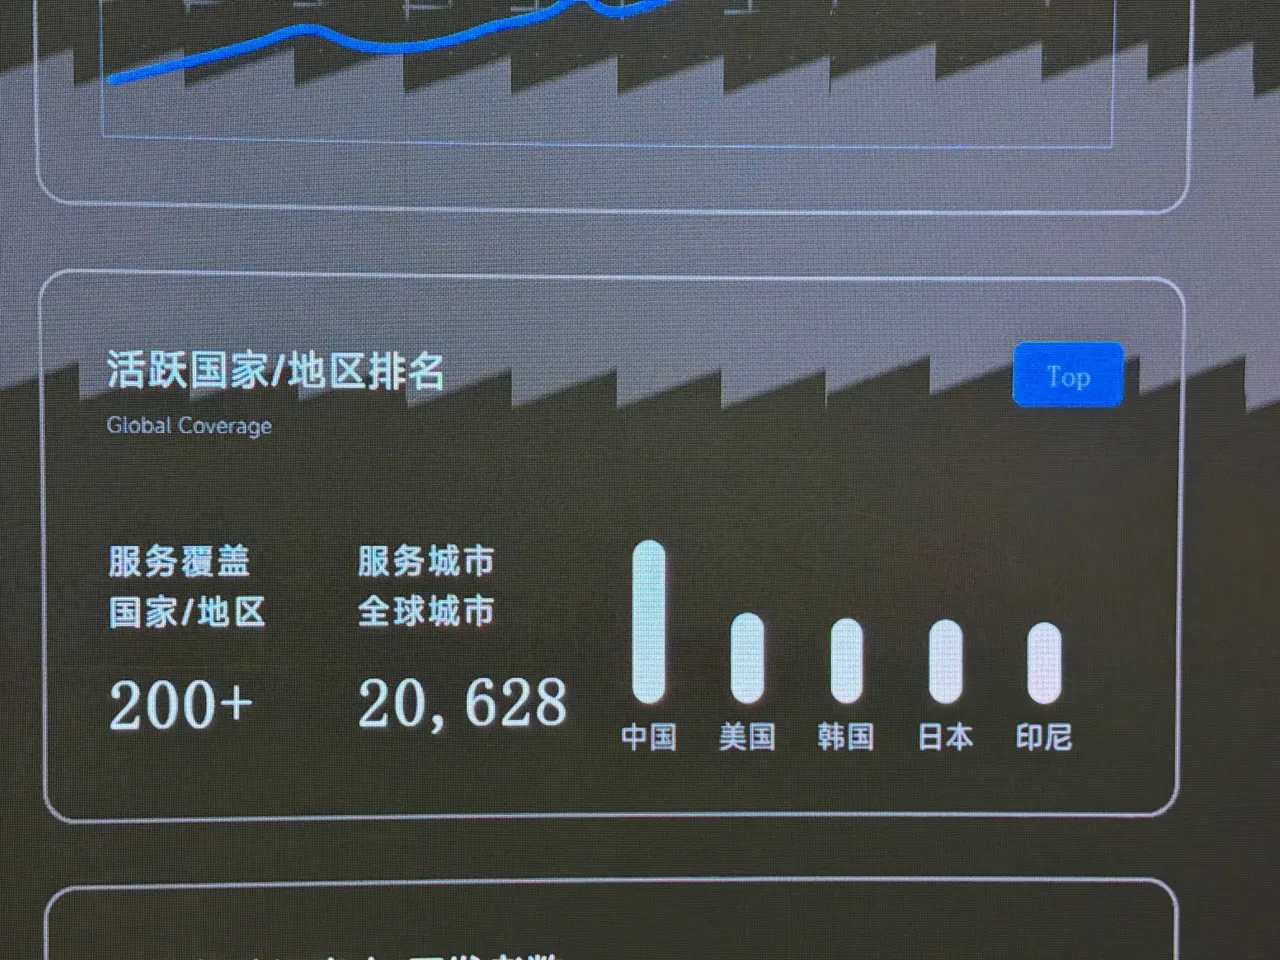 活跃国家/地区排名
Top
Global Coverage
服务覆盖
国家/地区
200+
服务城市
全球城市
20,628
中国
美国
韩国
日本
印尼